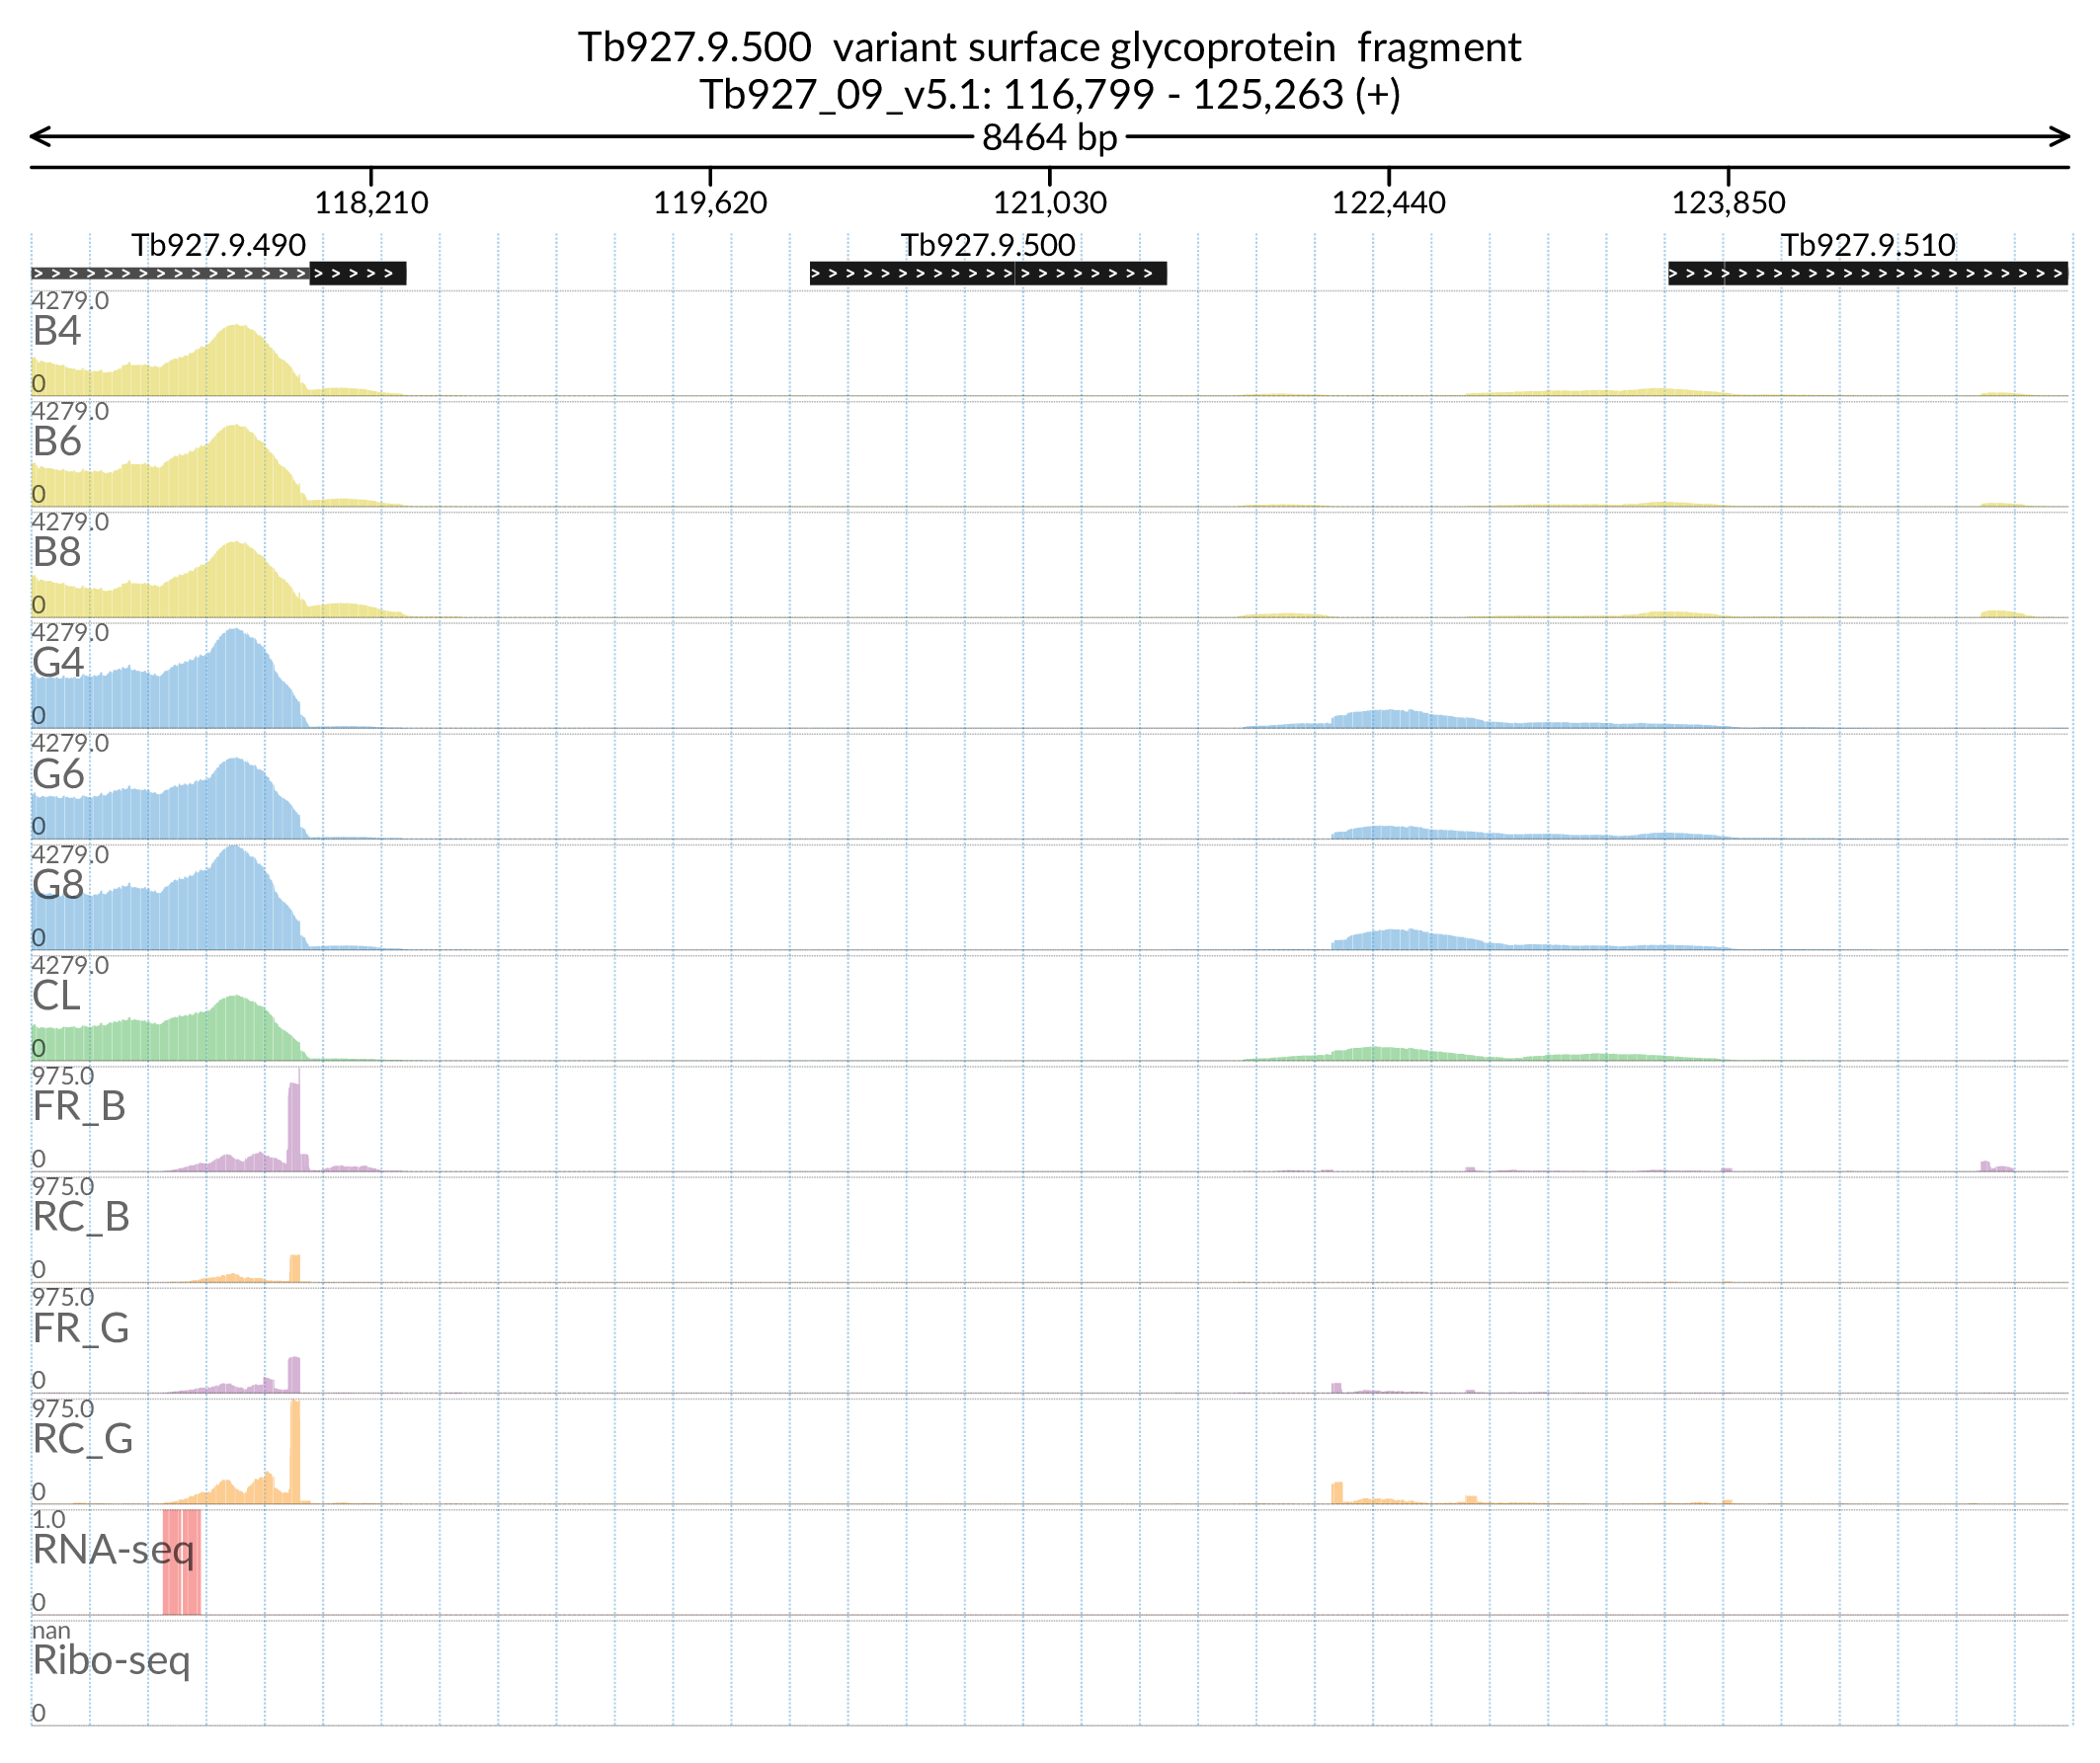 Tb927.9.500 variant surface glycoprotein fragment
Tb927_09_v5.1: 116,799 - 125,263 (+)
8464 bp
118,210 119,620 121,030 122,440 123,850
Tb927.9.490 Tb927.9.500 Tb927.9.510
4279.0
B4
0
4279.0
B6
0
4279.0
B8
0
4279.0
G4
0
4279.0
G6
0
4279.0
G8
0
4279.0
CL
0
975.0
FR_B
0
975.0
RC_B
0
975.0
FR_G
0
975.0
RC_G
0
1.0
RNA-seq
0
nan
Ribo-seq
0